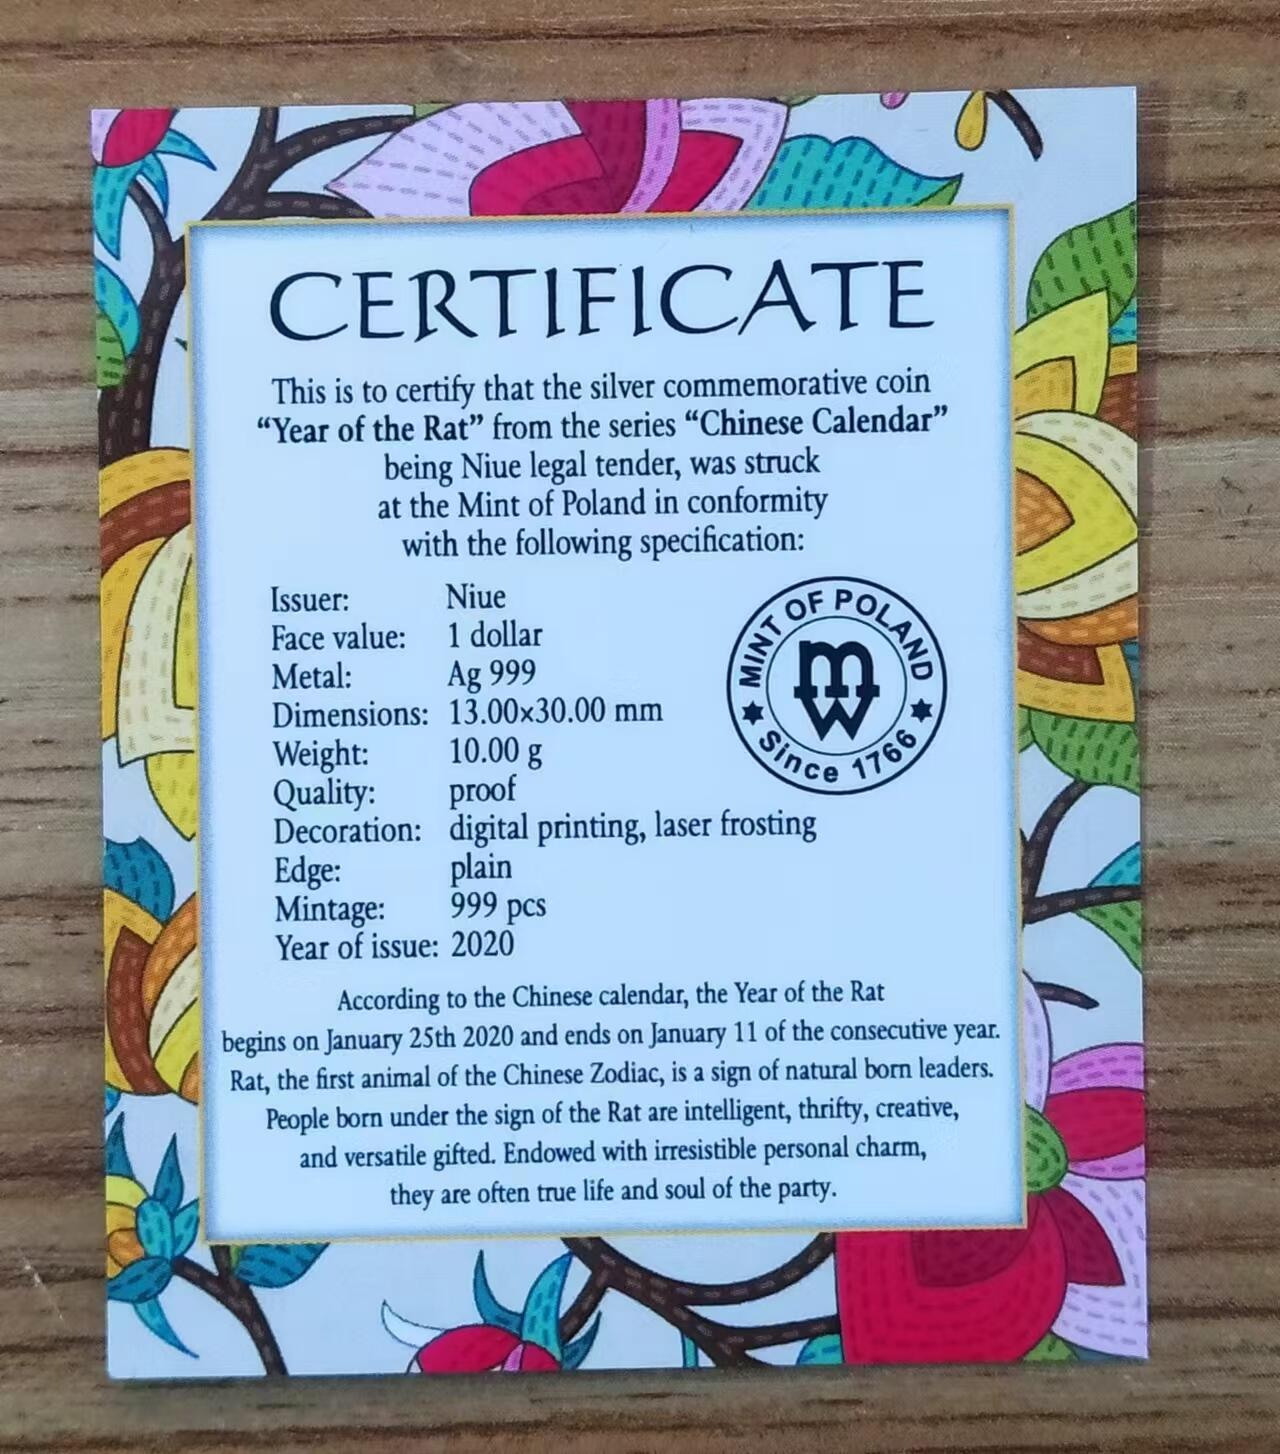 CERTIFICATE
This is to certify that the silver commemorative coin
“Year of the Rat” from the series “Chinese Calendar”
being Niue legal tender, was struck
at the Mint of Poland in conformity
with the following specification:
Issuer: Niue
Face value: 1 dollar
Metal: Ag 999
Dimensions: 13.00×30.00 mm
Weight: 10.00 g
Quality: proof
Decoration: digital printing, laser frosting
Edge: plain
Mintage: 999 pcs
Year of issue: 2020
MINT OF POLAND
mw
Since 1766
According to the Chinese calendar, the Year of the Rat
begins on January 25th 2020 and ends on January 11 of the consecutive year.
Rat, the first animal of the Chinese Zodiac, is a sign of natural born leaders.
People born under the sign of the Rat are intelligent, thrifty, creative,
and versatile gifted. Endowed with irresistible personal charm,
they are often true life and soul of the party.